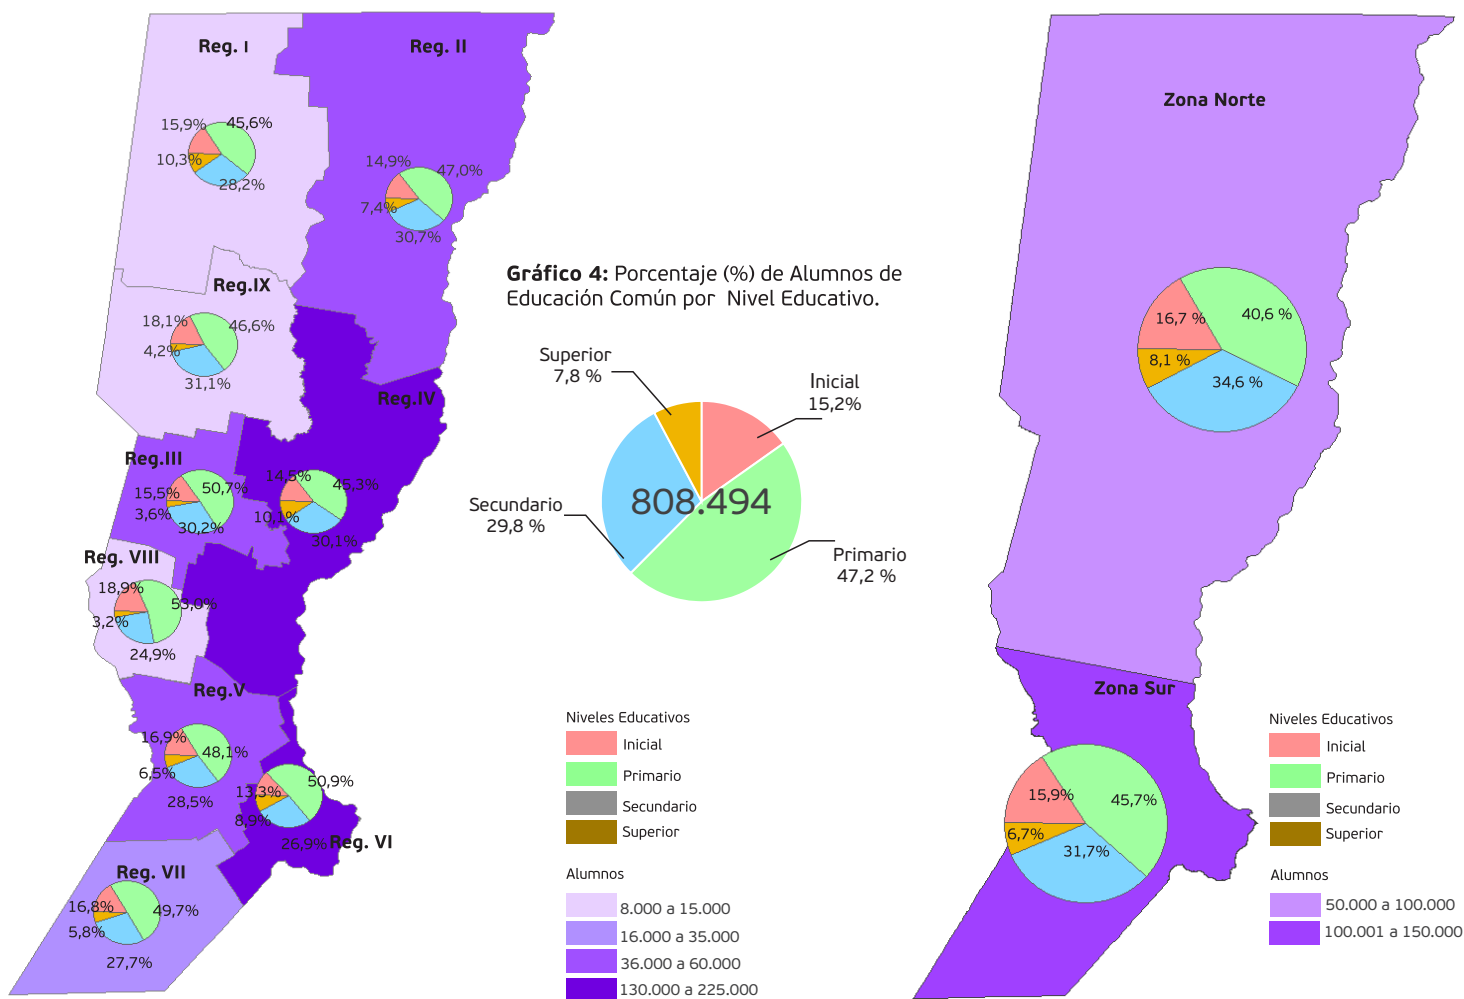 Reg. I
15,9%
45,6%
10,3%
28,2%
Reg. II
14,9%
47,0%
7,4%
30,7%
Reg.IX
18,1%
46,6%
4,2%
31,1%
Reg.IV
14,5%
45,3%
10,1%
30,1%
Reg.III
15,5%
50,7%
3,6%
30,2%
Reg. VIII
18,9%
53,0%
3,2%
24,9%
Reg.V
16,9%
48,1%
6,5%
28,5%
13,3%
50,9%
8,9%
26,9%
Reg. VI
Reg. VII
16,8%
49,7%
5,8%
27,7%
Gráfico 4: Porcentaje (%) de Alumnos de
Educación Común por Nivel Educativo.
Superior
7,8 %
Inicial
15,2%
808.494
Secundario
29,8 %
Primario
47,2 %
Niveles Educativos
Inicial
Primario
Secundario
Superior
Alumnos
8.000 a 15.000
16.000 a 35.000
36.000 a 60.000
130.000 a 225.000
Zona Norte
16,7 %
40,6 %
8,1 %
34,6 %
Zona Sur
15,9%
45,7%
6,7%
31,7%
Niveles Educativos
Inicial
Primario
Secundario
Superior
Alumnos
50.000 a 100.000
100.001 a 150.000